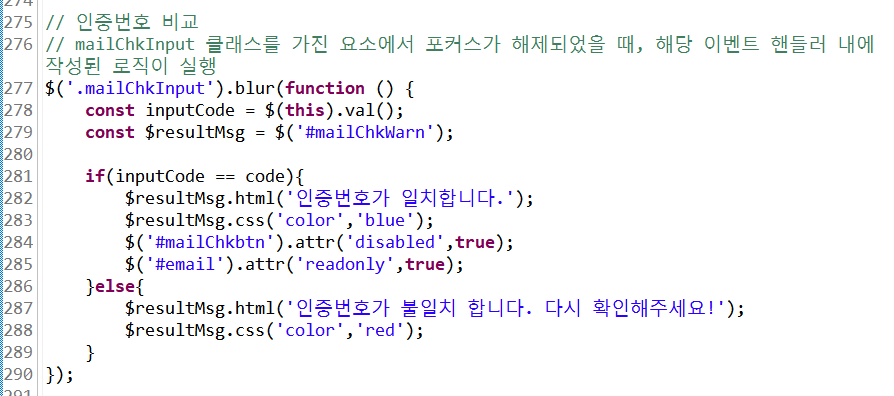 275 // 인증번호 비교
276 // mailChkInput 클래스를 가진 요소에서 포커스가 해제되었을 때, 해당 이벤트 핸들러 내에
작성된 로직이 실행
277 $('.mailChkInput').blur(function () {
278     const inputCode = $(this).val();
279     const $resultMsg = $('#mailChkWarn');
280
281     if(inputCode == code){
282         $resultMsg.html('인증번호가 일치합니다.');
283         $resultMsg.css('color','blue');
284         $('#mailChkbtn').attr('disabled',true);
285         $('#email').attr('readonly',true);
286     }else{
287         $resultMsg.html('인증번호가 불일치 합니다. 다시 확인해주세요!');
288         $resultMsg.css('color','red');
289     }
290 });